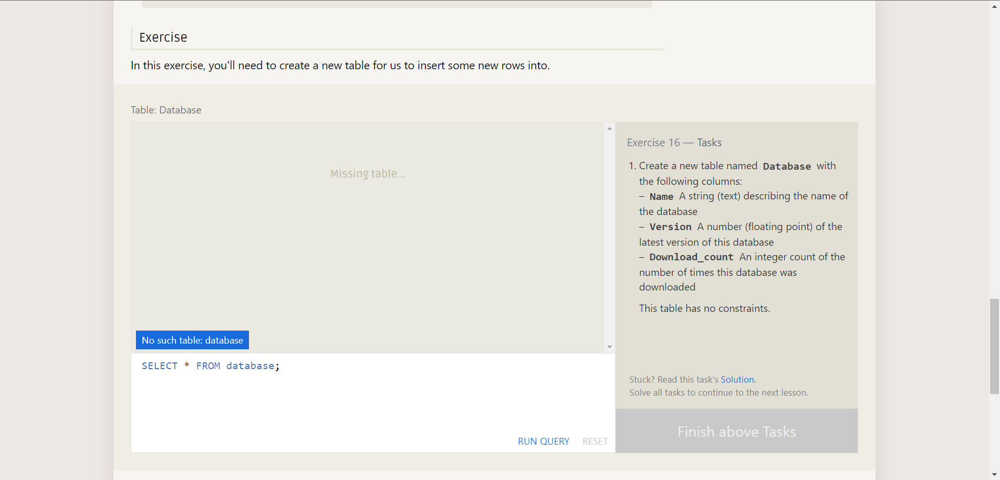 Exercise
In this exercise, you'll need to create a new table for us to insert some new rows into.
Table: Database
Missing table…
No such table: database
SELECT * FROM database;
RUN QUERY RESET
Exercise 16 — Tasks
1. Create a new table named Database with
the following columns:
– Name A string (text) describing the name of
the database
– Version A number (floating point) of the
latest version of this database
– Download_count An integer count of the
number of times this database was
downloaded
This table has no constraints.
Stuck? Read this task's Solution.
Solve all tasks to continue to the next lesson.
Finish above Tasks